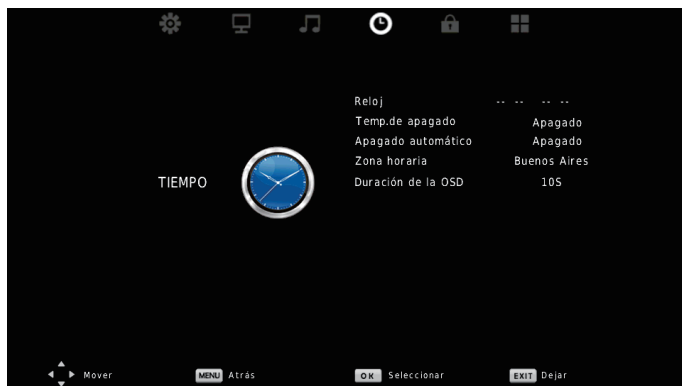 Reloj -- -- -- --
Temp.de apagado Apagado
Apagado automático Apagado
Zona horaria Buenos Aires
TIEMPO
Duración de la OSD 10S
Mover MENU Atrás OK Seleccionar EXIT Dejar